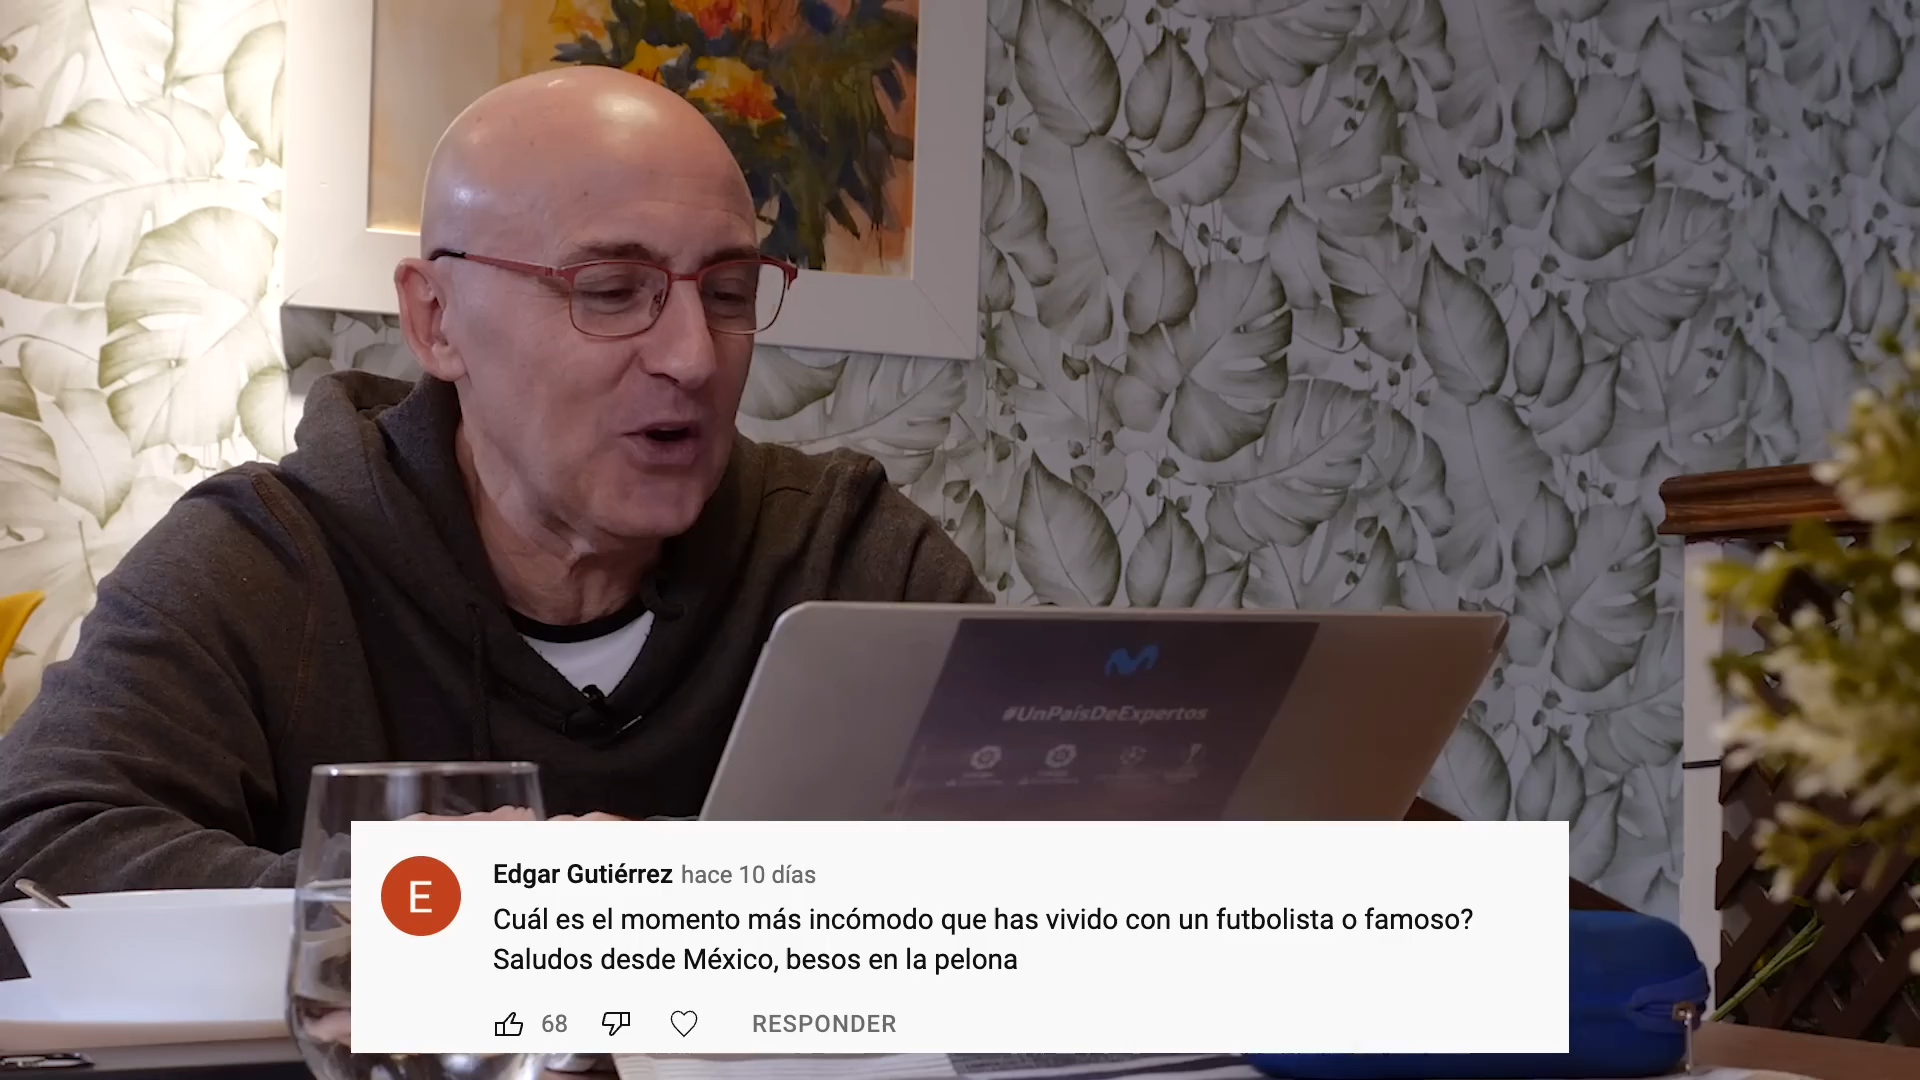 #UnPaísDeExpertos
E
Edgar Gutiérrez hace 10 días
Cuál es el momento más incómodo que has vivido con un futbolista o famoso?
Saludos desde México, besos en la pelona
68
RESPONDER